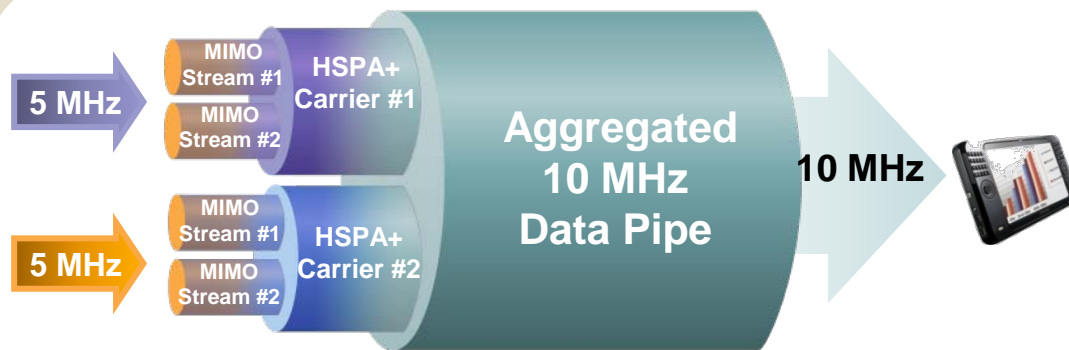 5 MHz
MIMO
Stream #1
MIMO
Stream #2
HSPA+
Carrier #1
5 MHz
MIMO
Stream #1
MIMO
Stream #2
HSPA+
Carrier #2
Aggregated
10 MHz
Data Pipe
10 MHz